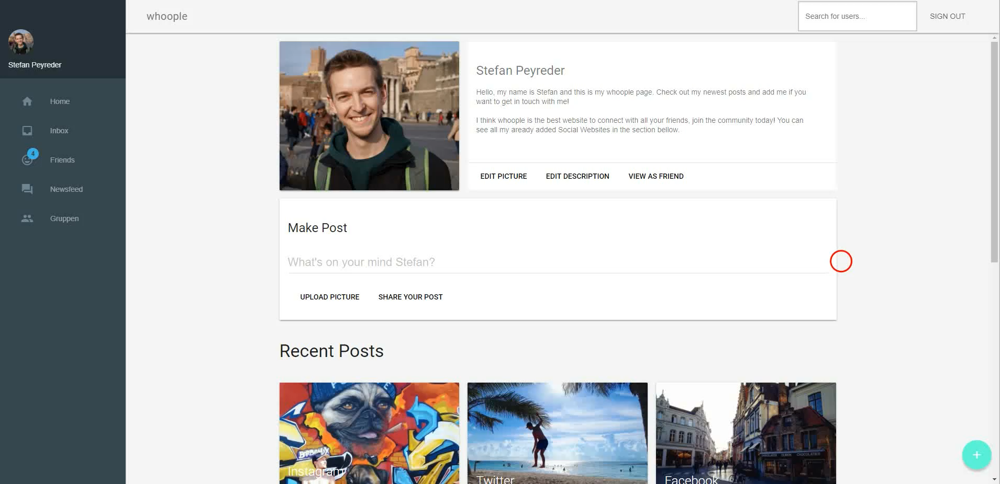 whoople
Search for users...
SIGN OUT
Stefan Peyreder
Home
Inbox
4
Friends
Newsfeed
Gruppen
Stefan Peyreder
Hello, my name is Stefan and this is my whoople page. Check out my newest posts and add me if you
want to get in touch with me!
I think whoople is the best website to connect with all your friends, join the community today! You can
see all my aready added Social Websites in the section bellow.
EDIT PICTURE
EDIT DESCRIPTION
VIEW AS FRIEND
Make Post
What's on your mind Stefan?
UPLOAD PICTURE
SHARE YOUR POST
Recent Posts
Instagram
Twitter
Facebook